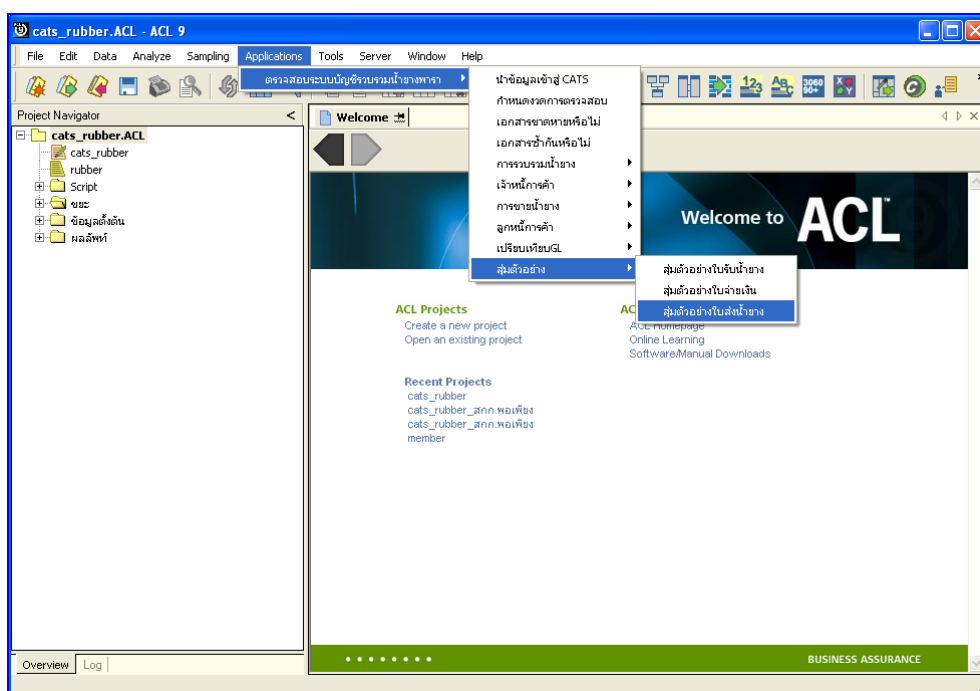 cats_rubber.ACL - ACL 9
File Edit Data Analyze Sampling Applications Tools Server Window Help
ตรวจสอบระบบบัญชีรวบรวมน้ำยางพารา
นำข้อมูลเข้าสู่ CATS
กำหนดงวดการตรวจสอบ
เอกสารขาดหายหรือไม่
เอกสารซ้ำกันหรือไม่
การรวบรวมน้ำยาง
เจ้าหนี้การค้า
การขายน้ำยาง
ลูกหนี้การค้า
เปรียบเทียบGL
สุ่มตัวอย่าง
สุ่มตัวอย่างใบรับน้ำยาง
สุ่มตัวอย่างใบจ่ายเงิน
สุ่มตัวอย่างใบส่งน้ำยาง
Project Navigator <
cats_rubber.ACL
cats_rubber
rubber
Script
ขยะ
ข้อมูลตั้งต้น
ผลลัพท์
Welcome
Welcome to ACL
ACL Projects
Create a new project
Open an existing project
Recent Projects
cats_rubber
cats_rubber_สกก.พอเพียง
cats_rubber_สกก.พอเพียง
member
ACL Homepage
Online Learning
Software/Manual Downloads
BUSINESS ASSURANCE
Overview Log